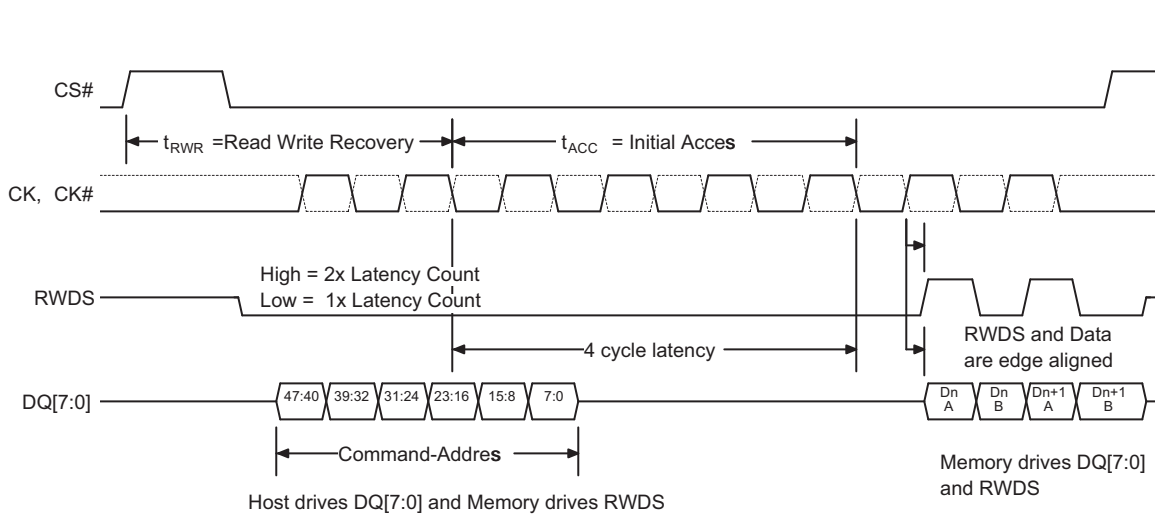 CS#
t_RWR =Read Write Recovery
t_ACC = Initial Acces
CK, CK#
High = 2x Latency Count
Low = 1x Latency Count
RWDS
RWDS and Data
are edge aligned
4 cycle latency
DQ[7:0]
47:40 39:32 31:24 23:16 15:8 7:0
Dn A
Dn B
Dn+1 A
Dn+1 B
Command-Addres
Memory drives DQ[7:0]
and RWDS
Host drives DQ[7:0] and Memory drives RWDS